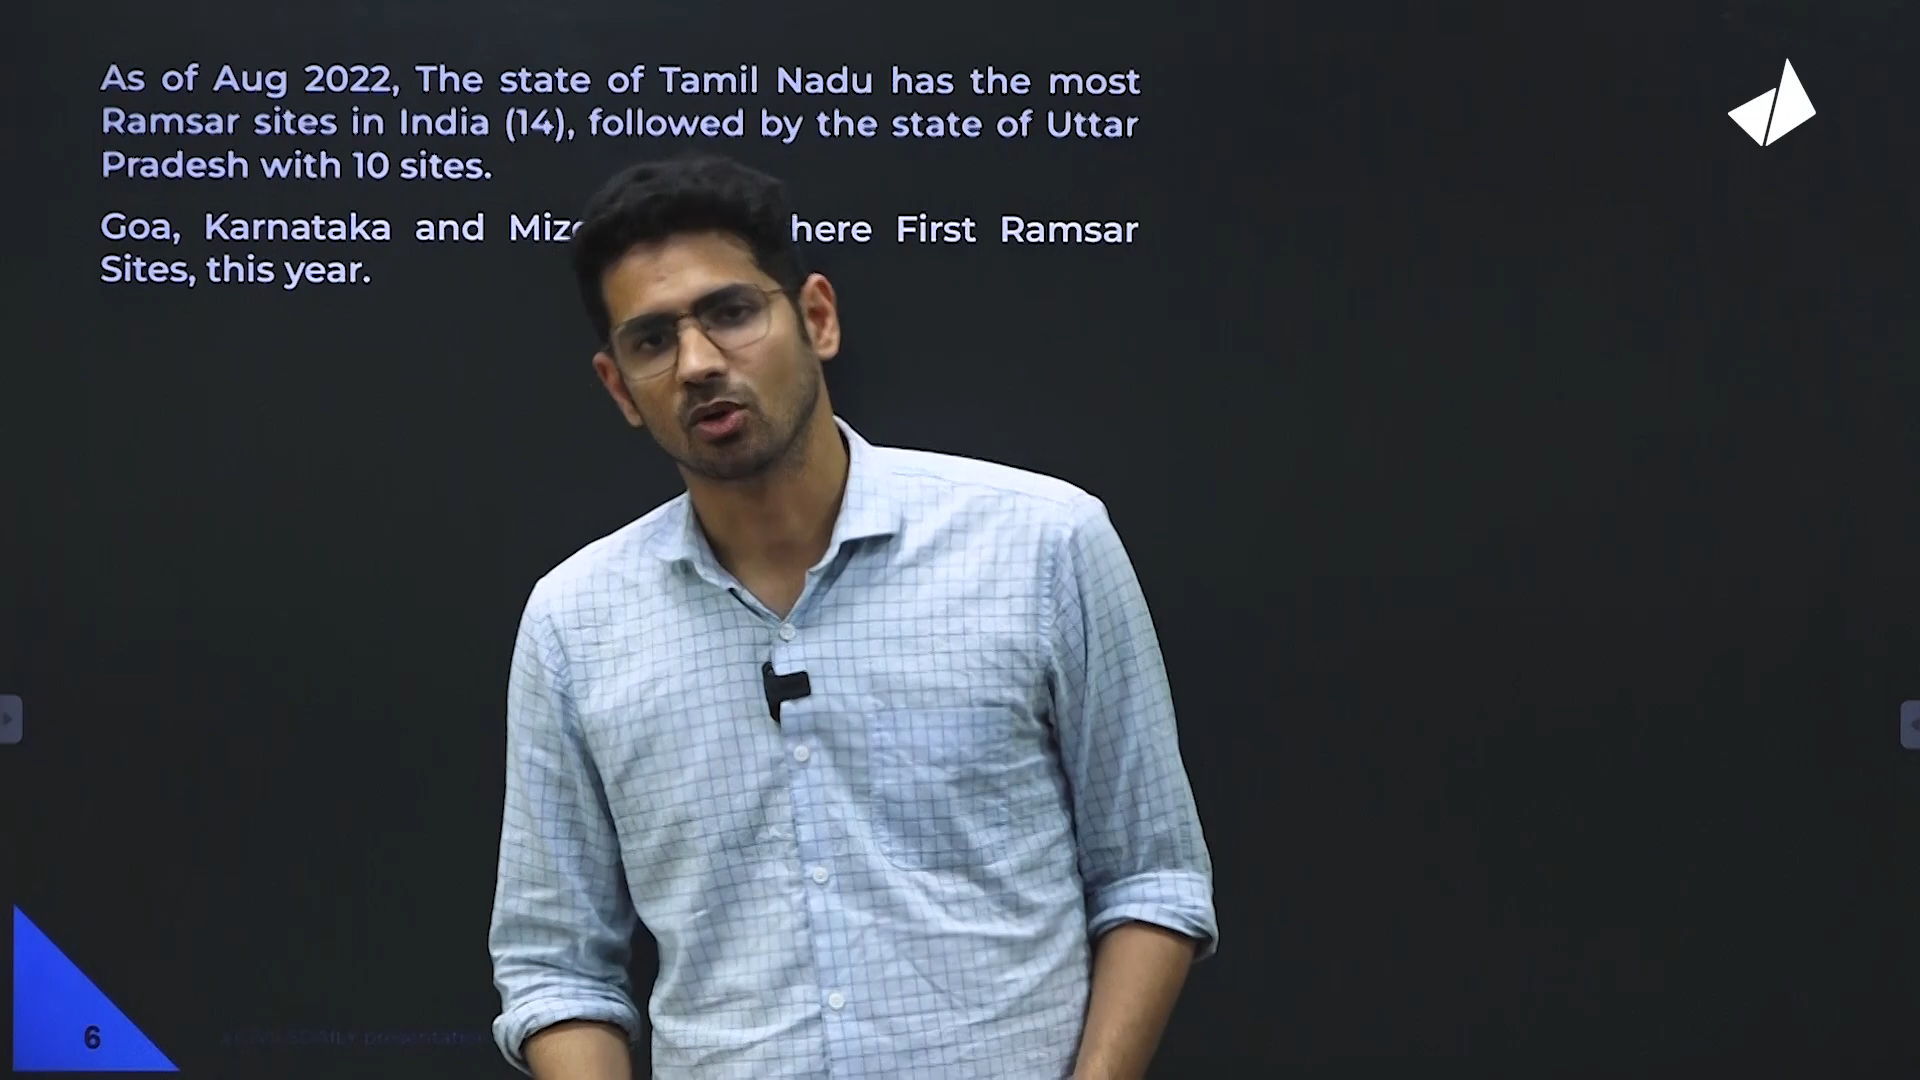 As of Aug 2022, The state of Tamil Nadu has the most
Ramsar sites in India (14), followed by the state of Uttar
Pradesh with 10 sites.
Goa, Karnataka and here First Ramsar
Sites, this year.
6
presentation